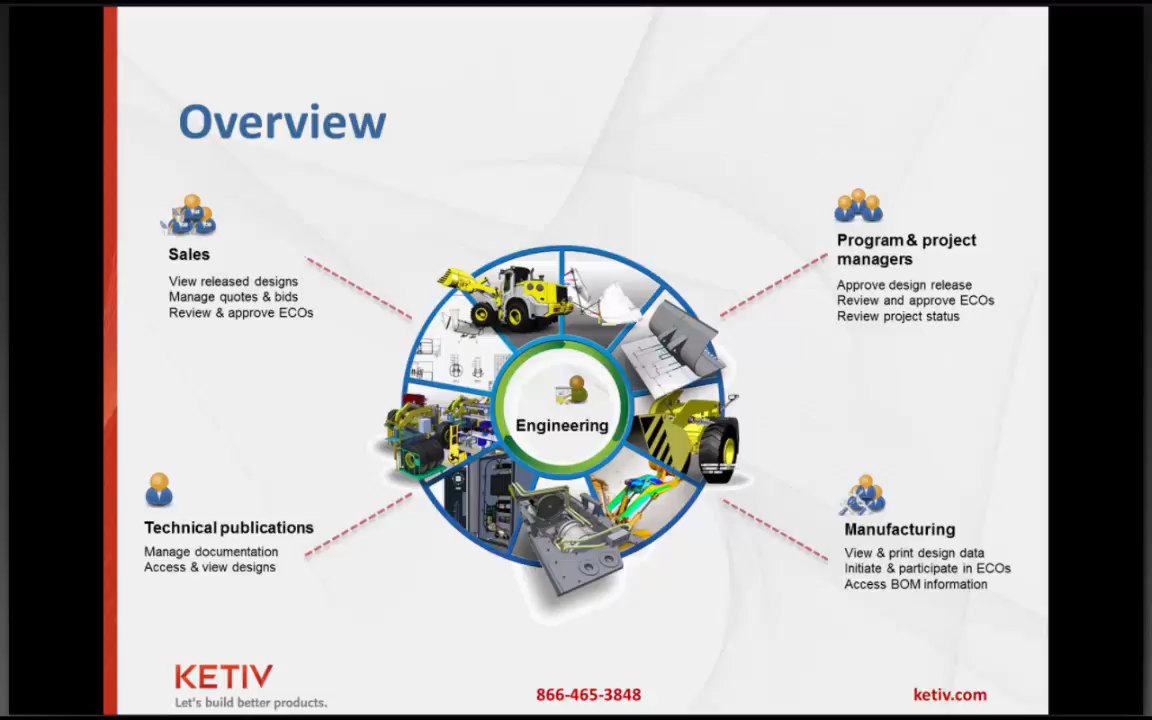 Overview
Sales
View released designs
Manage quotes & bids
Review & approve ECOs
Program & project
managers
Approve design release
Review and approve ECOs
Review project status
Engineering
Technical publications
Manage documentation
Access & view designs
Manufacturing
View & print design data
Initiate & participate in ECOs
Access BOM information
KETIV
Let's build better products.
866-465-3848
ketiv.com